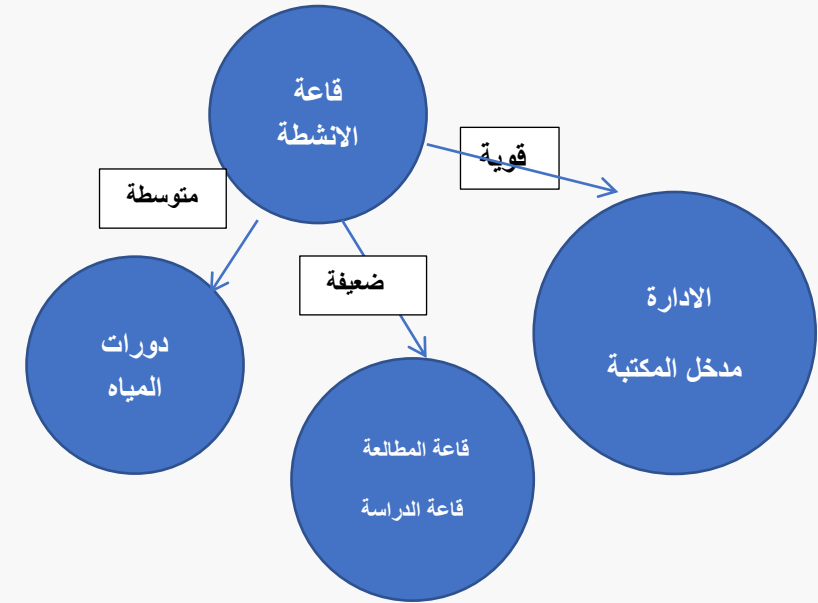 قاعة
الانشطة
قوية
متوسطة
ضعيفة
الادارة
مدخل المكتبة
دورات
المياه
قاعة المطالعة
قاعة الدراسة